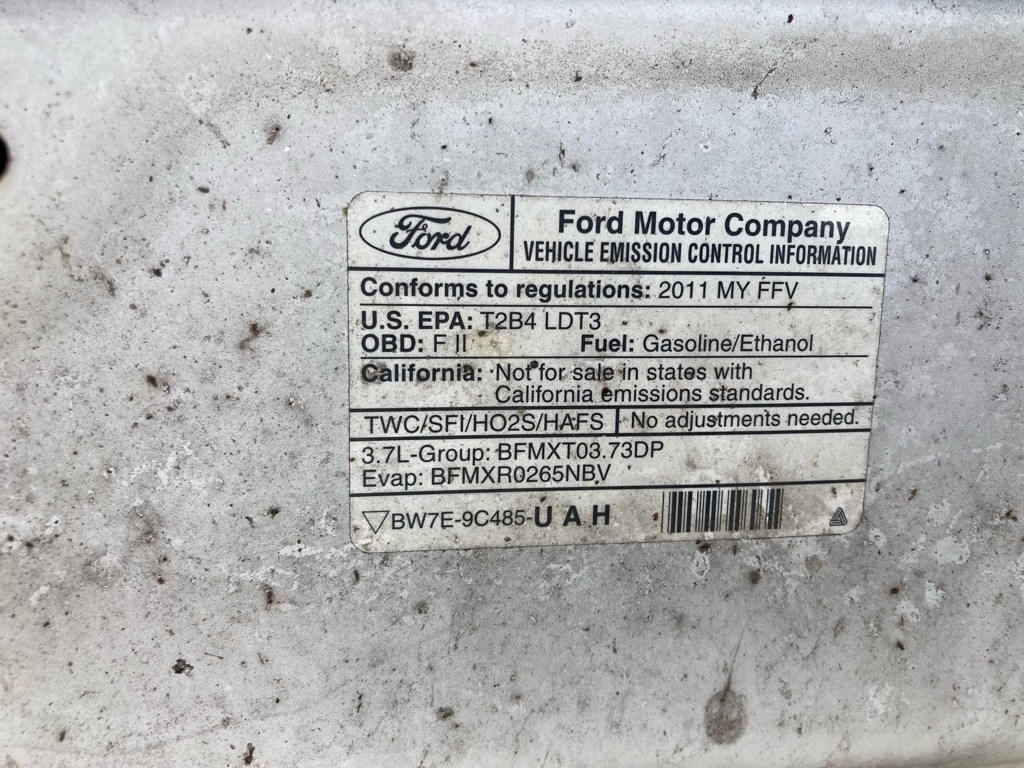 Ford
Ford Motor Company
VEHICLE EMISSION CONTROL INFORMATION
Conforms to regulations: 2011 MY FFV
U.S. EPA: T2B4 LDT3
OBD: F II Fuel: Gasoline/Ethanol
California: Not for sale in states with
California emissions standards.
TWC/SFI/HO2S/HAFS No adjustments needed.
3.7L-Group: BFMXT03.73DP
Evap: BFMXR0265NBV
BW7E-9C485-UAH